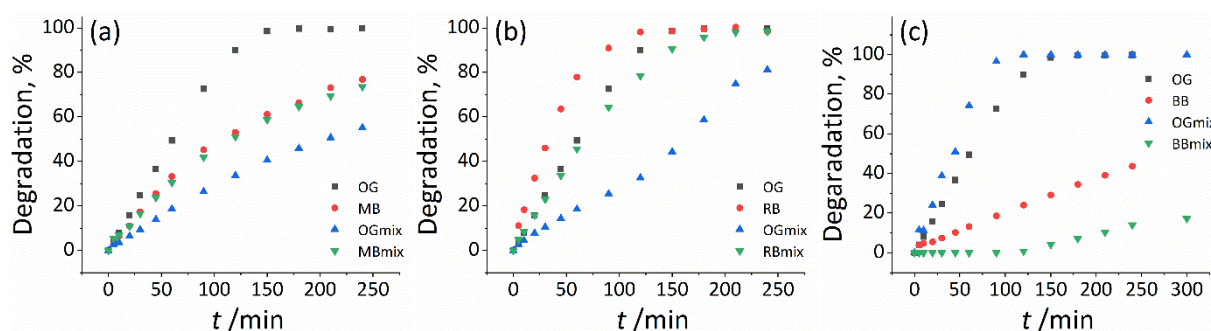 (a)
Degradation, %
100
80
60
40
20
0
OG
MB
OGmix
MBmix
0 50 100 150 200 250
t /min
(b)
Degradation, %
100
80
60
40
20
0
OG
RB
OGmix
RBmix
0 50 100 150 200 250
t /min
(c)
Degaradation, %
100
80
60
40
20
0
OG
BB
OGmix
BBmix
0 50 100 150 200 250 300
t /min